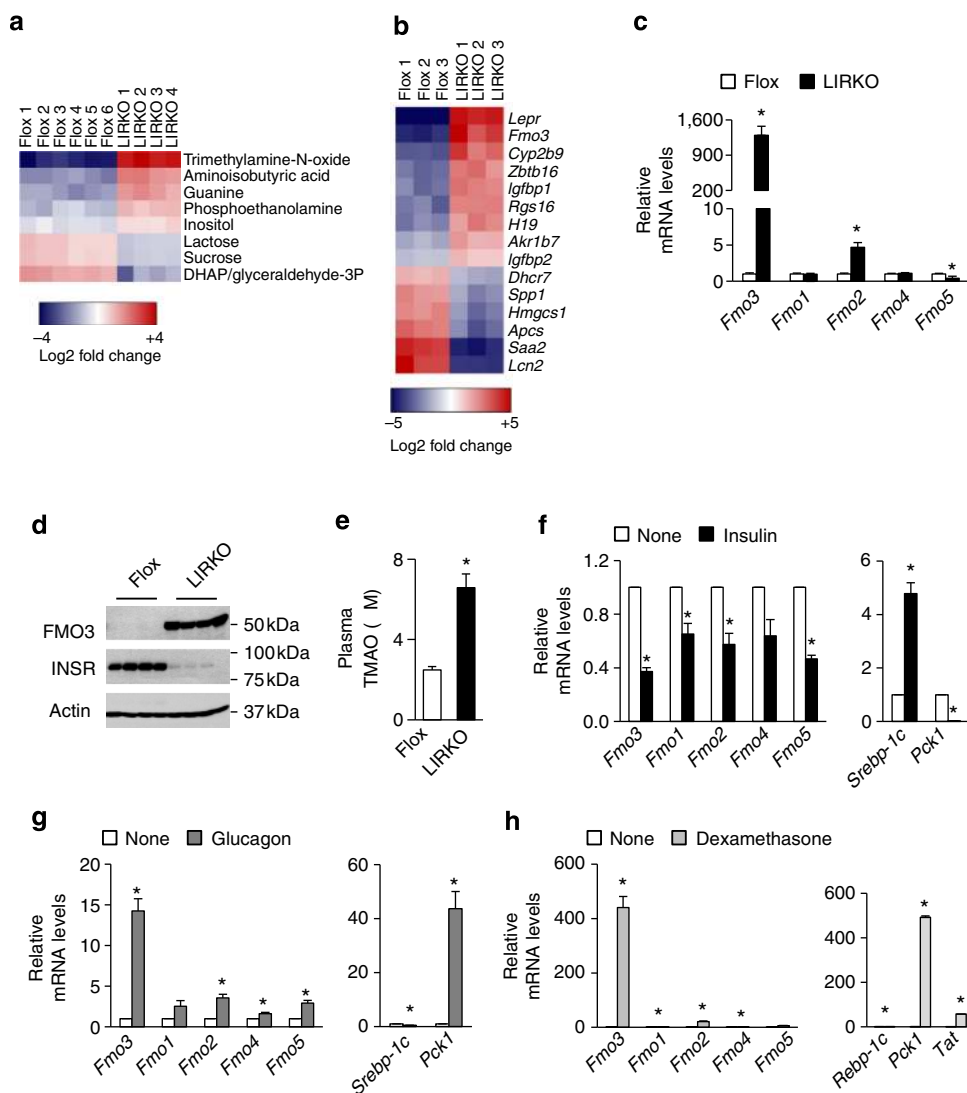 a
Flox 1
Flox 2
Flox 3
Flox 4
Flox 5
Flox 6
LIRKO 1
LIRKO 2
LIRKO 3
LIRKO 4
Trimethylamine-N-oxide
Aminoisobutyric acid
Guanine
Phosphoethanolamine
Inositol
Lactose
Sucrose
DHAP/glyceraldehyde-3P
−4 +4
Log2 fold change
b
Flox 1
Flox 2
Flox 3
LIRKO 1
LIRKO 2
LIRKO 3
Lepr
Fmo3
Cyp2b9
Zbtb16
Igfbp1
Rgs16
H19
Akr1b7
Igfbp2
Dhcr7
Spp1
Hmgcs1
Apcs
Saa2
Lcn2
−5 +5
Log2 fold change
c
Flox LIRKO
Relative
mRNA levels
1,600
900
200
10
5
0
*
*
*
Fmo3
Fmo1
Fmo2
Fmo4
Fmo5
d
Flox LIRKO
FMO3
INSR
Actin
50 kDa
100 kDa
75 kDa
37 kDa
e
Plasma
TMAO ( M)
8
4
0
*
Flox
LIRKO
f
None Insulin
Relative
mRNA levels
1.2
0.8
0.4
0.0
*
*
*
*
Fmo3
Fmo1
Fmo2
Fmo4
Fmo5
6
4
2
0
*
*
Srebp-1c
Pck1
g
None Glucagon
Relative
mRNA levels
20
15
10
5
0
*
*
*
*
Fmo3
Fmo1
Fmo2
Fmo4
Fmo5
60
40
20
0
*
*
Srebp-1c
Pck1
h
None Dexamethasone
600
400
200
0
*
*
*
*
Fmo3
Fmo1
Fmo2
Fmo4
Fmo5
600
400
200
0
*
*
*
Rebp-1c
Pck1
Tat